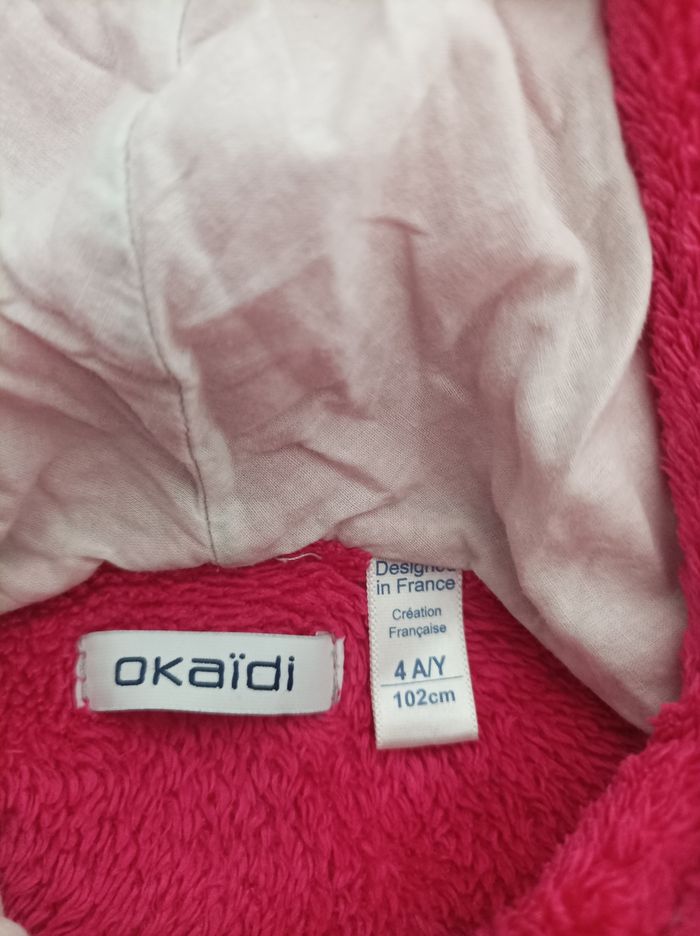 okaïdi
Designed
in France
Création
Française
4 A/Y
102cm